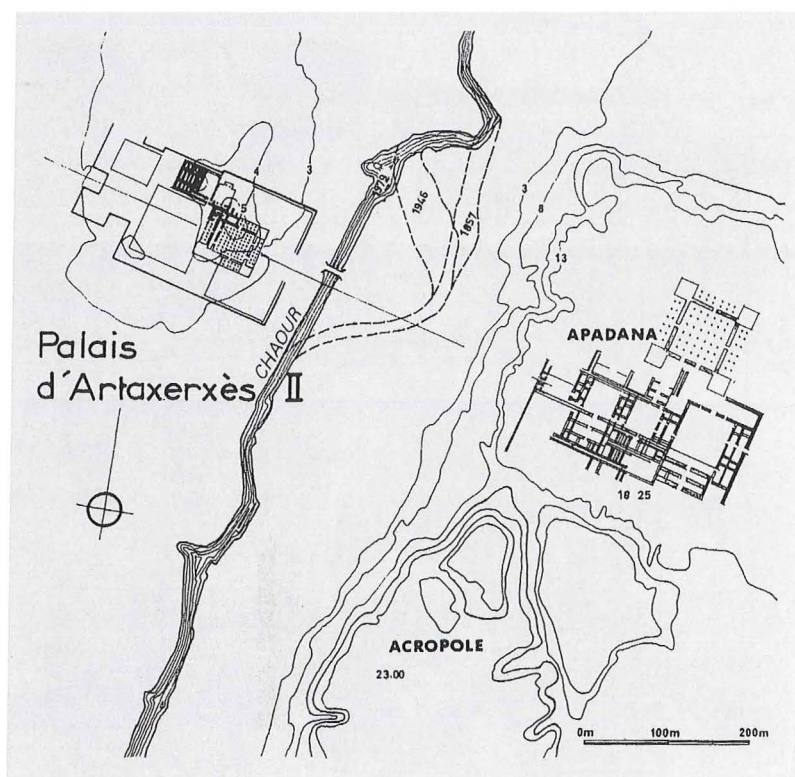 1979
1946
1857
4
3
5
3
8
13
APADANA
CHAOUR
Palais
d'Artaxerxès II
18 25
ACROPOLE
23.00
0m 100m 200m